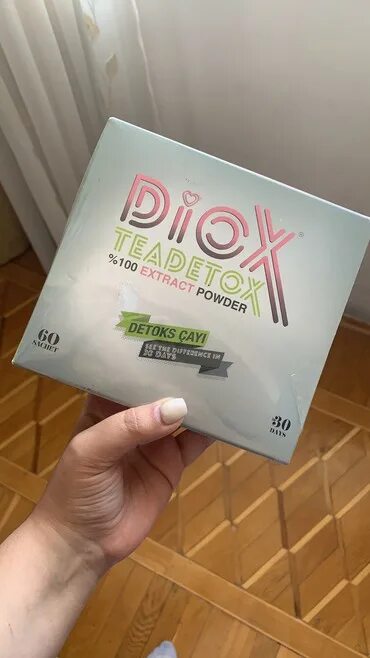 DiOX®
TEADETOX
%100 EXTRACT POWDER
DETOKS ÇAYI
SEE THE DIFFERENCE IN
30 DAYS
60
SACHET
30
DAYS